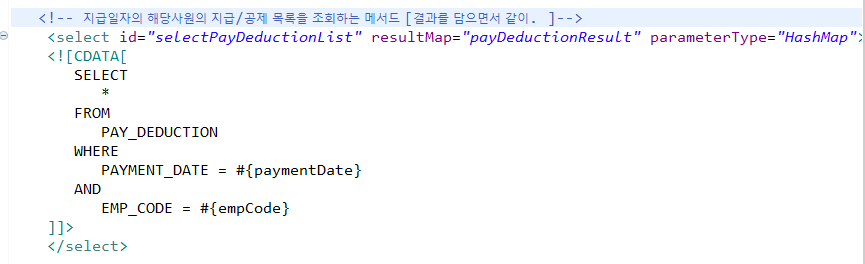 <!-- 지급일자의 해당사원의 지급/공제 목록을 조회하는 메서드 [결과를 담으면서 같이. ]-->
<select id="selectPayDeductionList" resultMap="payDeductionResult" parameterType="HashMap">
<![CDATA[
SELECT
*
FROM
PAY_DEDUCTION
WHERE
PAYMENT_DATE = #{paymentDate}
AND
EMP_CODE = #{empCode}
]]>
</select>